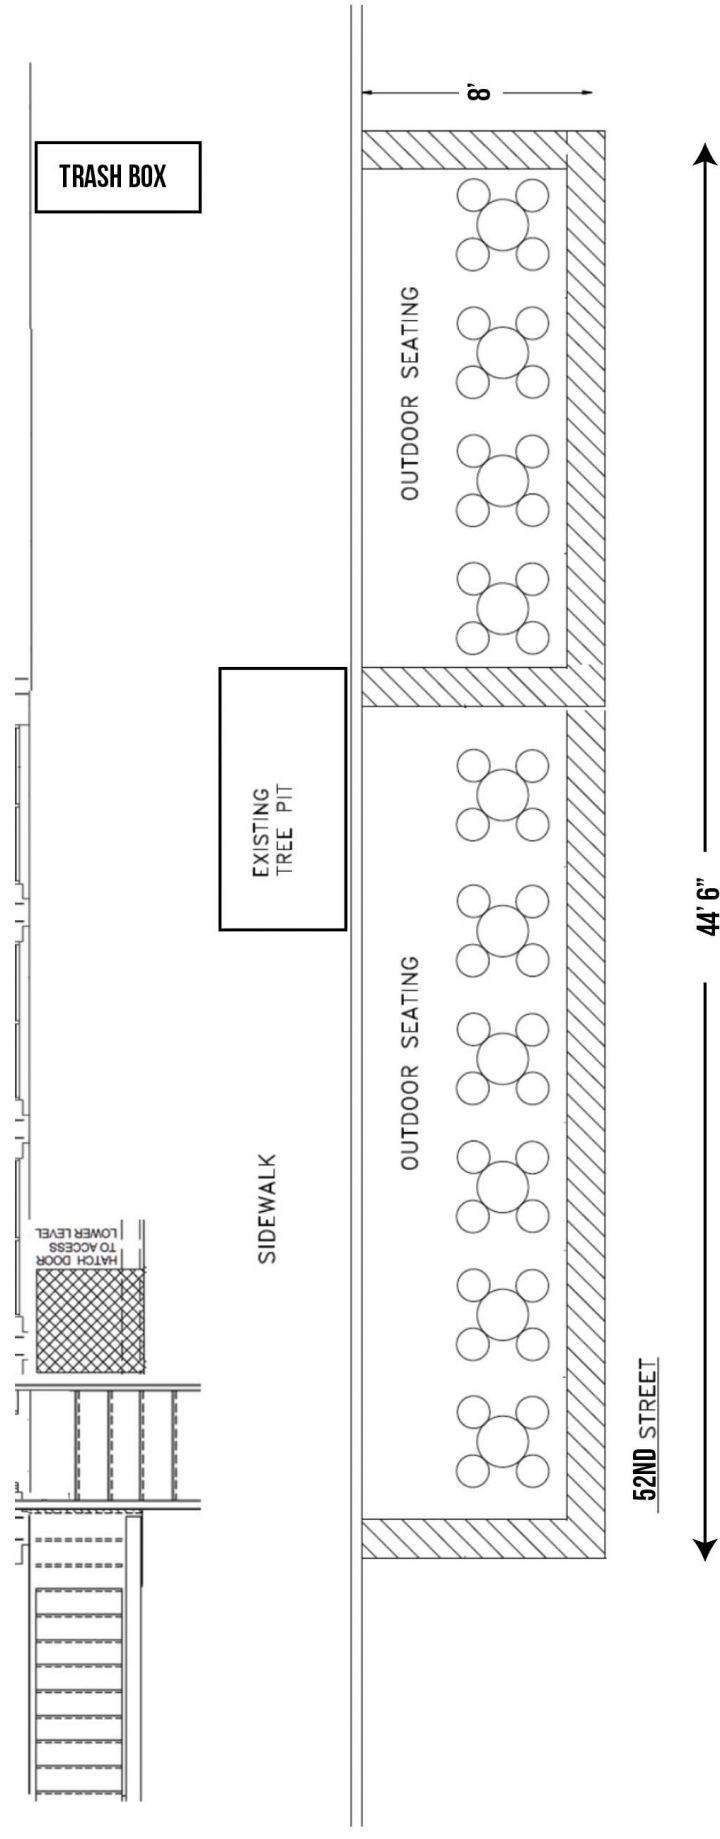 8'
TRASH BOX
OUTDOOR SEATING
EXISTING
TREE PIT
44' 6"
OUTDOOR SEATING
SIDEWALK
HATCH DOOR
TO ACCESS
LOWER LEVEL
52ND STREET